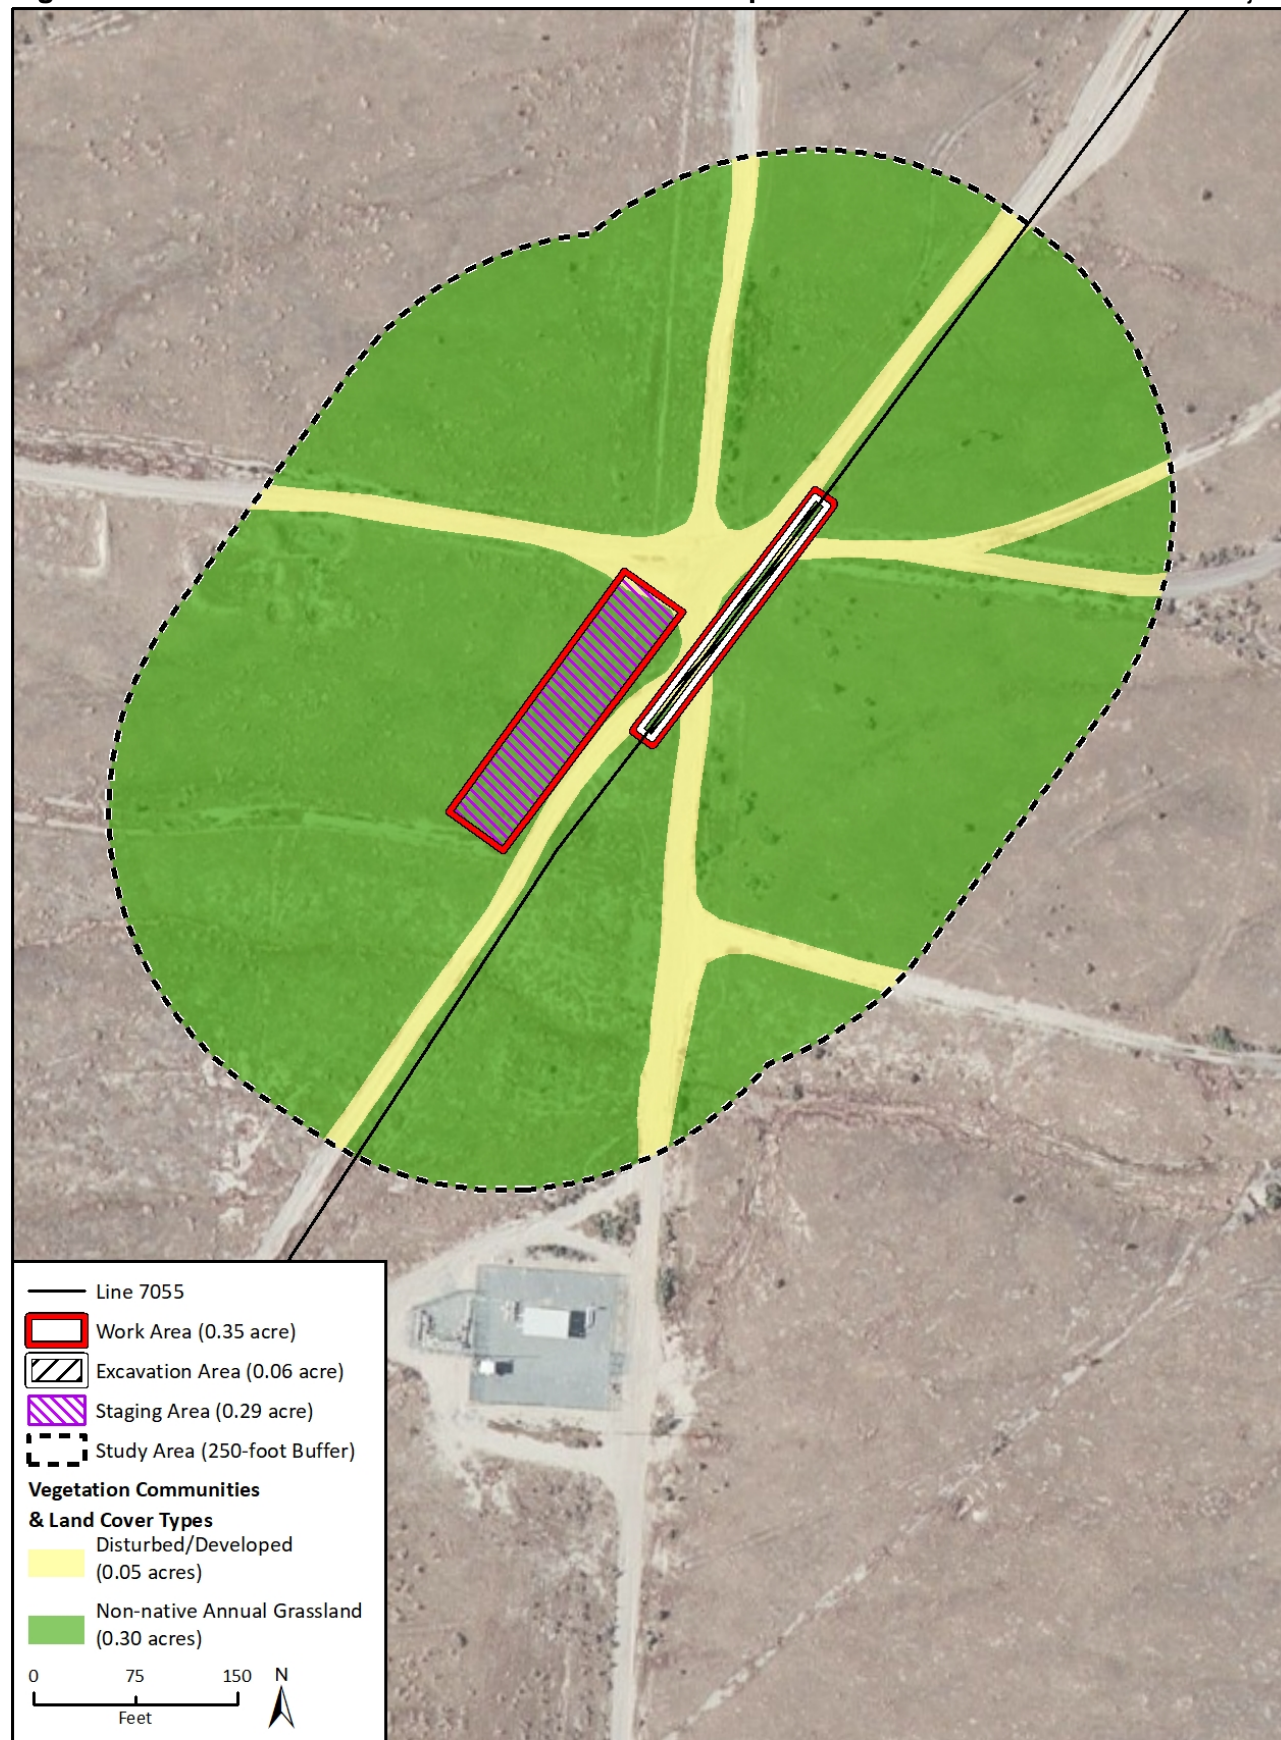 Line 7055
Work Area (0.35 acre)
Excavation Area (0.06 acre)
Staging Area (0.29 acre)
Study Area (250-foot Buffer)
Vegetation Communities
& Land Cover Types
Disturbed/Developed
(0.05 acres)
Non-native Annual Grassland
(0.30 acres)
0 75 150 N
Feet